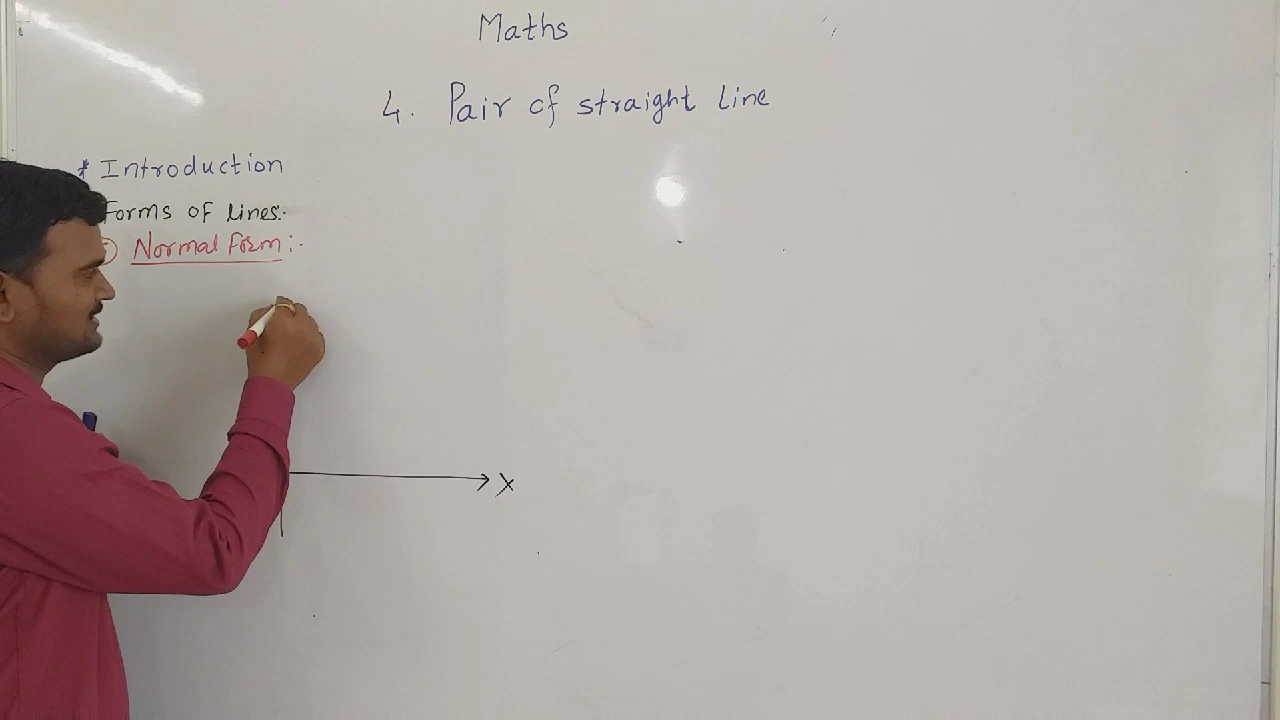 Maths
4. Pair of straight line
* Introduction
Forms of lines:-
Normal Form:-
X